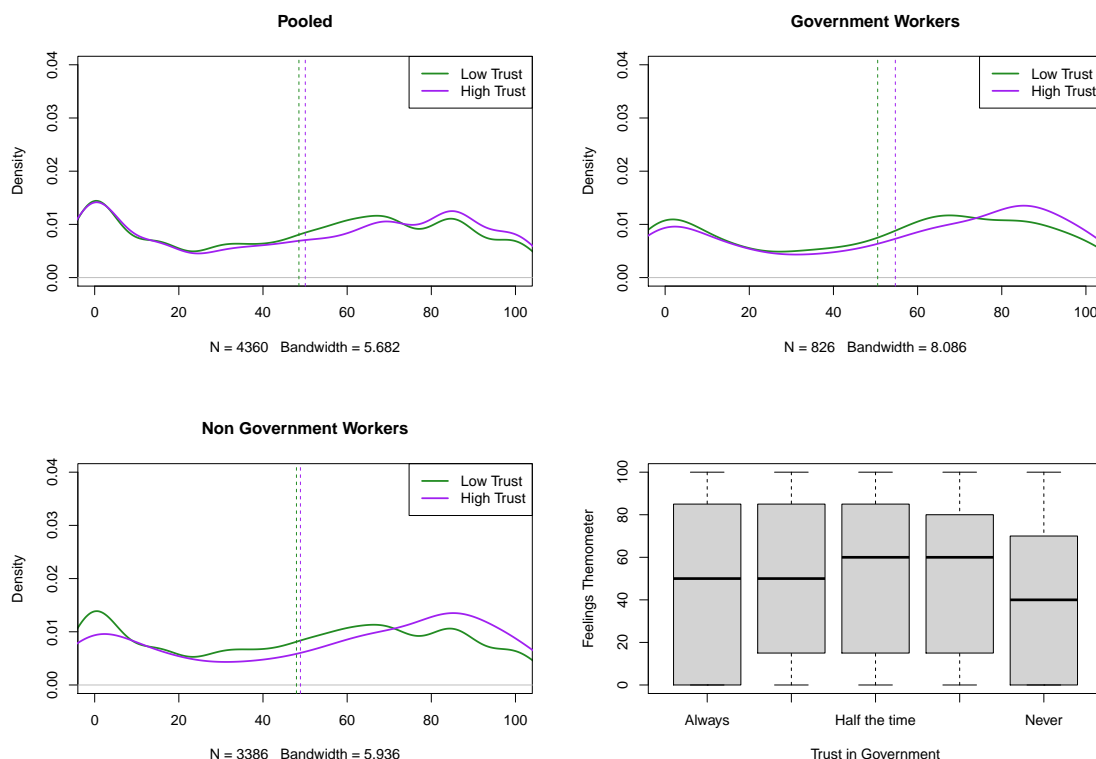 Pooled
Density
0.00 0.01 0.02 0.03 0.04
Low Trust
High Trust
0 20 40 60 80 100
N = 4360 Bandwidth = 5.682
Government Workers
Density
0.00 0.01 0.02 0.03 0.04
Low Trust
High Trust
0 20 40 60 80 100
N = 826 Bandwidth = 8.086
Non Government Workers
Density
0.00 0.01 0.02 0.03 0.04
Low Trust
High Trust
0 20 40 60 80 100
N = 3386 Bandwidth = 5.936
Feelings Themometer
0 20 40 60 80 100
Always Half the time Never
Trust in Government